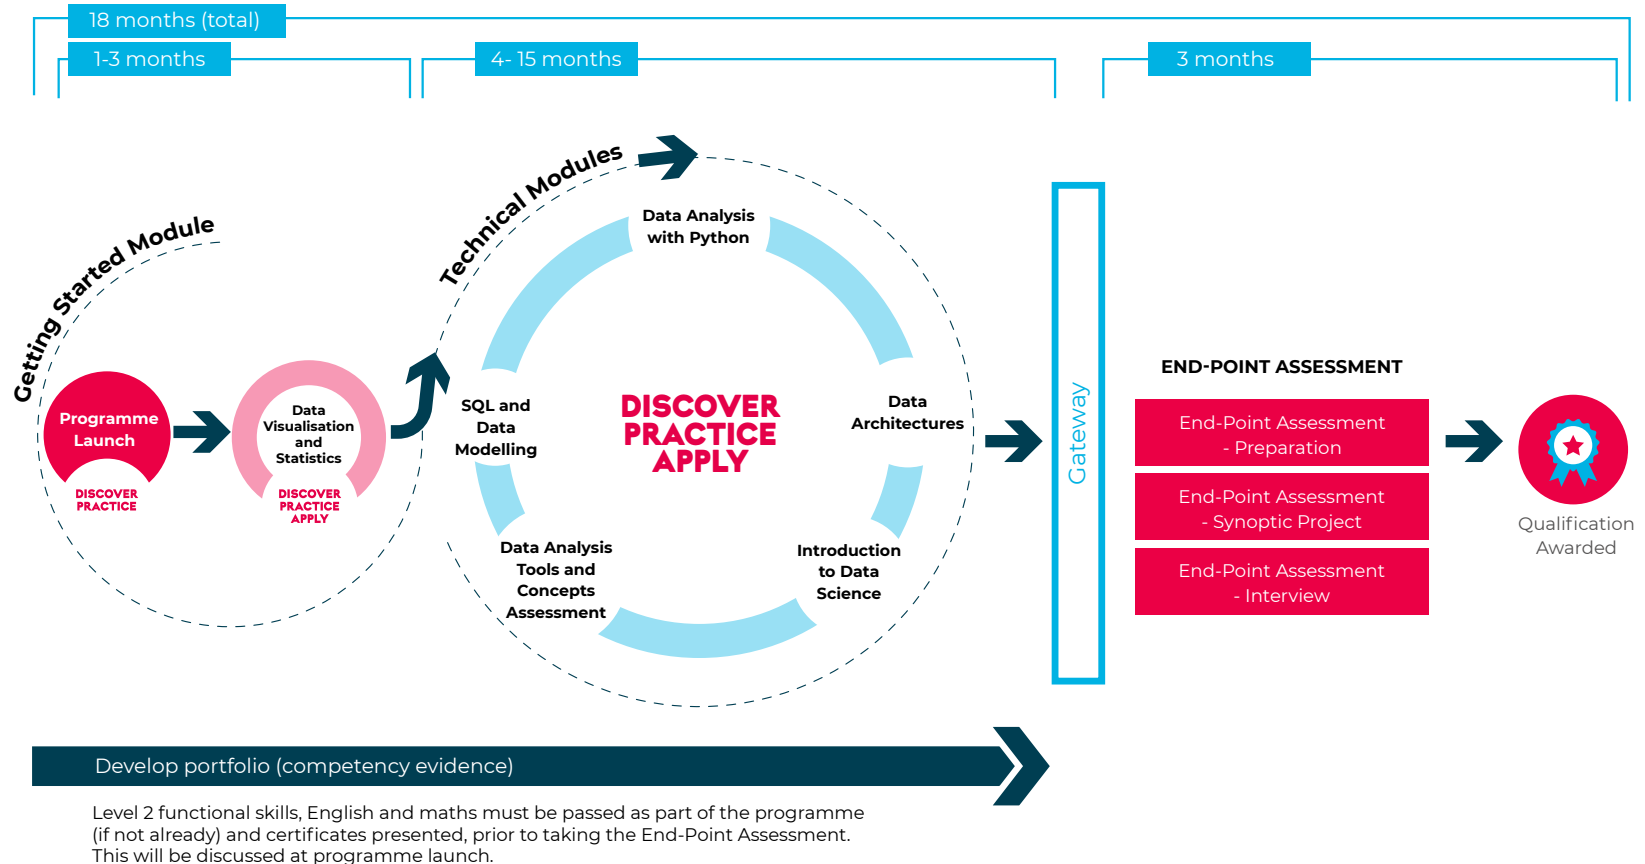 18 months (total)
1-3 months
4- 15 months
3 months
Getting Started Module
Programme
Launch
DISCOVER
PRACTICE
Data
Visualisation
and
Statistics
DISCOVER
PRACTICE
APPLY
Technical Modules
Data Analysis
with Python
SQL and
Data
Modelling
DISCOVER
PRACTICE
APPLY
Data
Architectures
Data Analysis
Tools and
Concepts
Assessment
Introduction
to Data
Science
Gateway
END-POINT ASSESSMENT
End-Point Assessment
- Preparation
End-Point Assessment
- Synoptic Project
End-Point Assessment
- Interview
Qualification
Awarded
Develop portfolio (competency evidence)
Level 2 functional skills, English and maths must be passed as part of the programme
(if not already) and certificates presented, prior to taking the End-Point Assessment.
This will be discussed at programme launch.